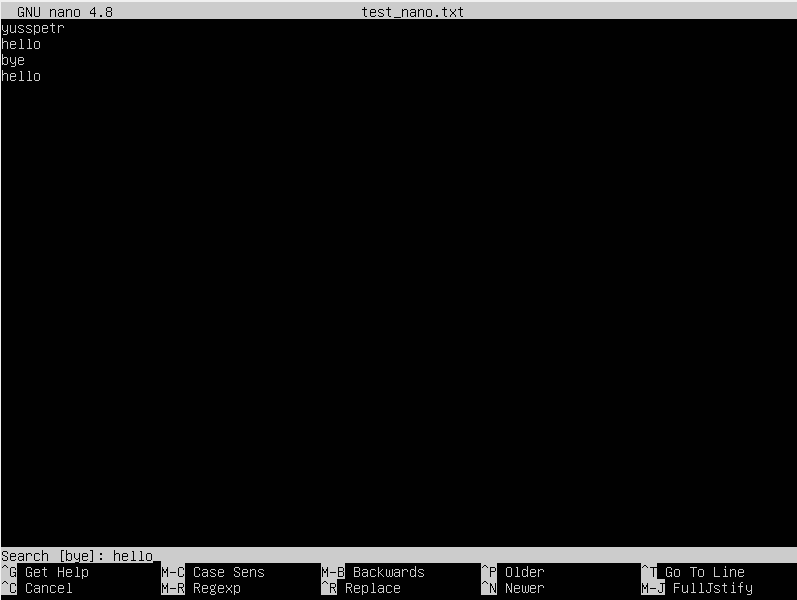 GNU nano 4.8 test_nano.txt
yusspetr
hello
bye
hello
Search [bye]: hello
^G Get Help M-C Case Sens M-B Backwards ^P Older ^T Go To Line
^C Cancel M-R Regexp ^R Replace ^N Newer M-J FullJstify